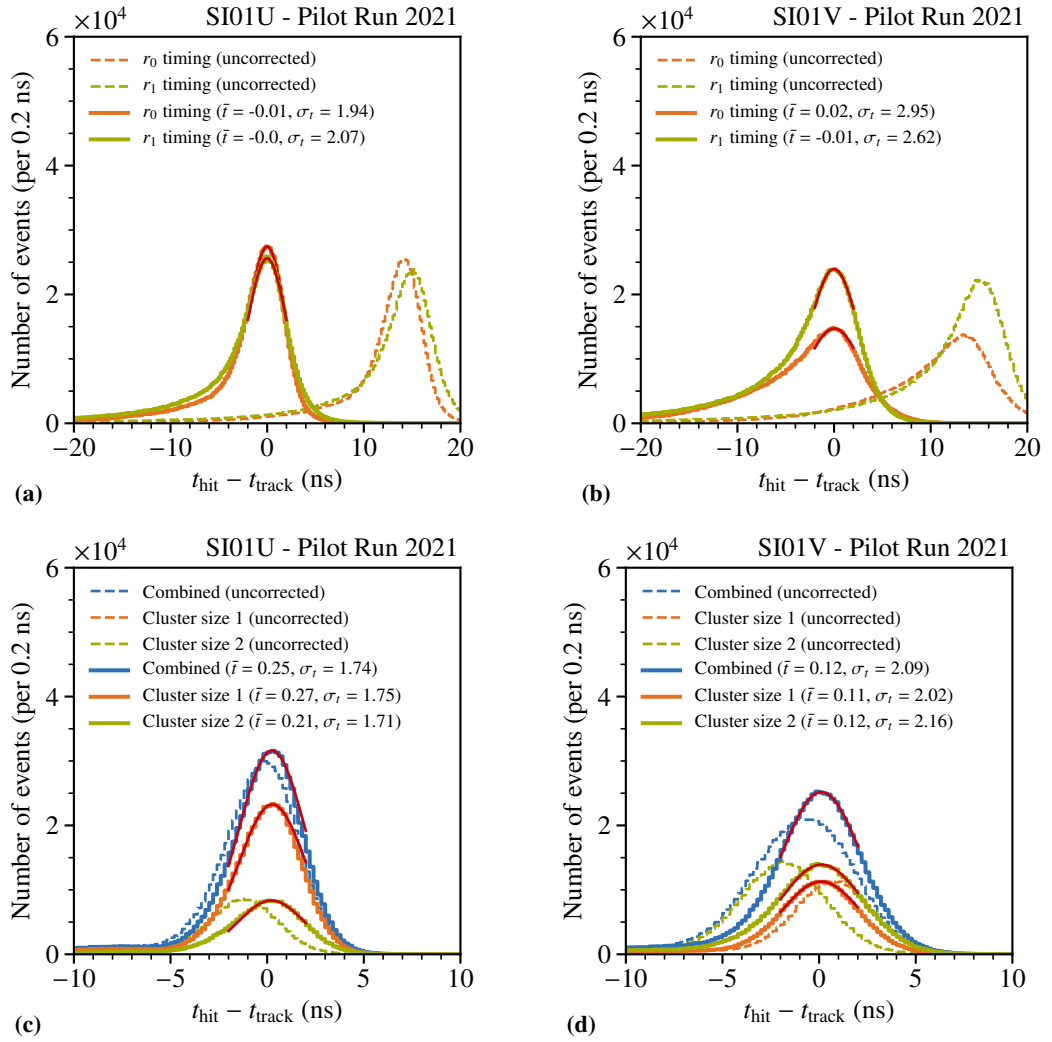 ×10⁴ SI01U - Pilot Run 2021
6
4
2
0
Number of events (per 0.2 ns)
r₀ timing (uncorrected)
r₁ timing (uncorrected)
r₀ timing (t̄ = -0.01, σₜ = 1.94)
r₁ timing (t̄ = -0.0, σₜ = 2.07)
−20 −10 0 10 20
t_hit − t_track (ns)
(a)
×10⁴ SI01V - Pilot Run 2021
6
4
2
0
Number of events (per 0.2 ns)
r₀ timing (uncorrected)
r₁ timing (uncorrected)
r₀ timing (t̄ = 0.02, σₜ = 2.95)
r₁ timing (t̄ = -0.01, σₜ = 2.62)
−20 −10 0 10 20
t_hit − t_track (ns)
(b)
×10⁴ SI01U - Pilot Run 2021
6
4
2
0
Number of events (per 0.2 ns)
Combined (uncorrected)
Cluster size 1 (uncorrected)
Cluster size 2 (uncorrected)
Combined (t̄ = 0.25, σₜ = 1.74)
Cluster size 1 (t̄ = 0.27, σₜ = 1.75)
Cluster size 2 (t̄ = 0.21, σₜ = 1.71)
−10 −5 0 5 10
t_hit − t_track (ns)
(c)
×10⁴ SI01V - Pilot Run 2021
6
4
2
0
Number of events (per 0.2 ns)
Combined (uncorrected)
Cluster size 1 (uncorrected)
Cluster size 2 (uncorrected)
Combined (t̄ = 0.12, σₜ = 2.09)
Cluster size 1 (t̄ = 0.11, σₜ = 2.02)
Cluster size 2 (t̄ = 0.12, σₜ = 2.16)
−10 −5 0 5 10
t_hit − t_track (ns)
(d)